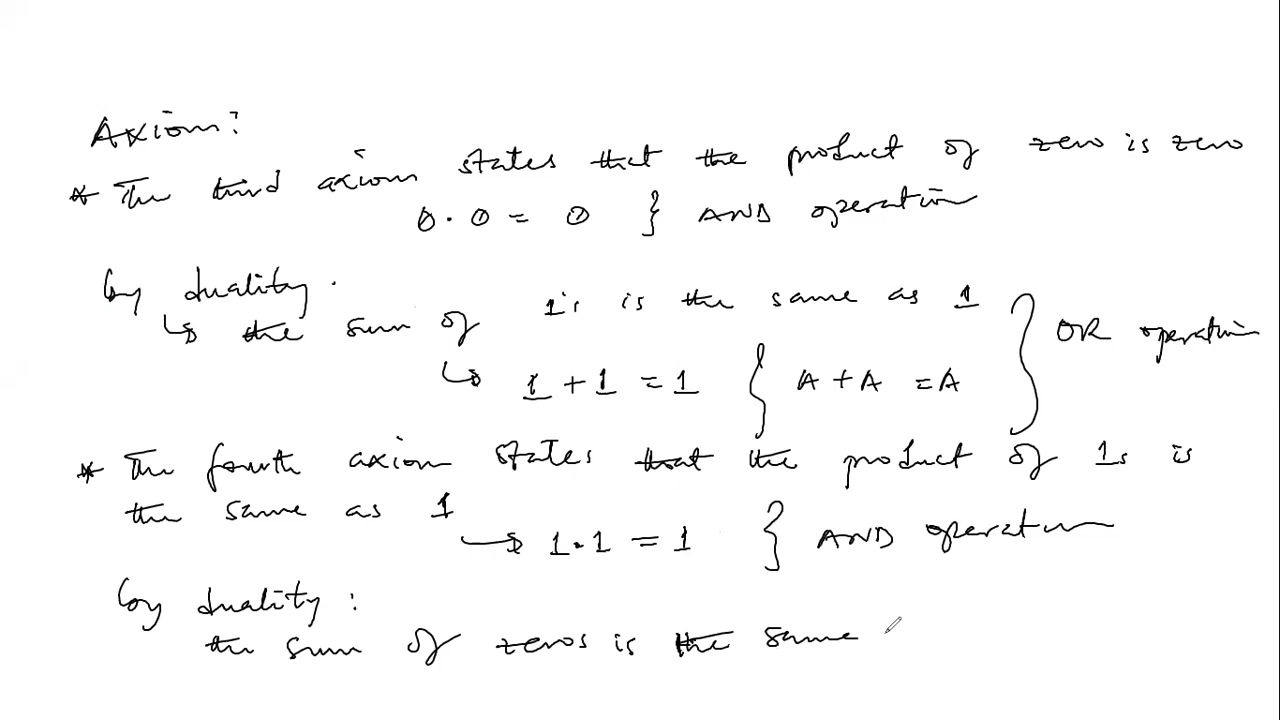 Axiom:
* The third axiom states that the product of zero is zero
0 . 0 = 0 } AND operation
by duality.
↳ the sum of 1s is the same as 1
↳ 1 + 1 = 1 { A + A = A } OR operation
* The fourth axiom states that the product of 1s is
the same as 1
→ 1 . 1 = 1 } AND operation
by duality:
the sum of zeros is the same